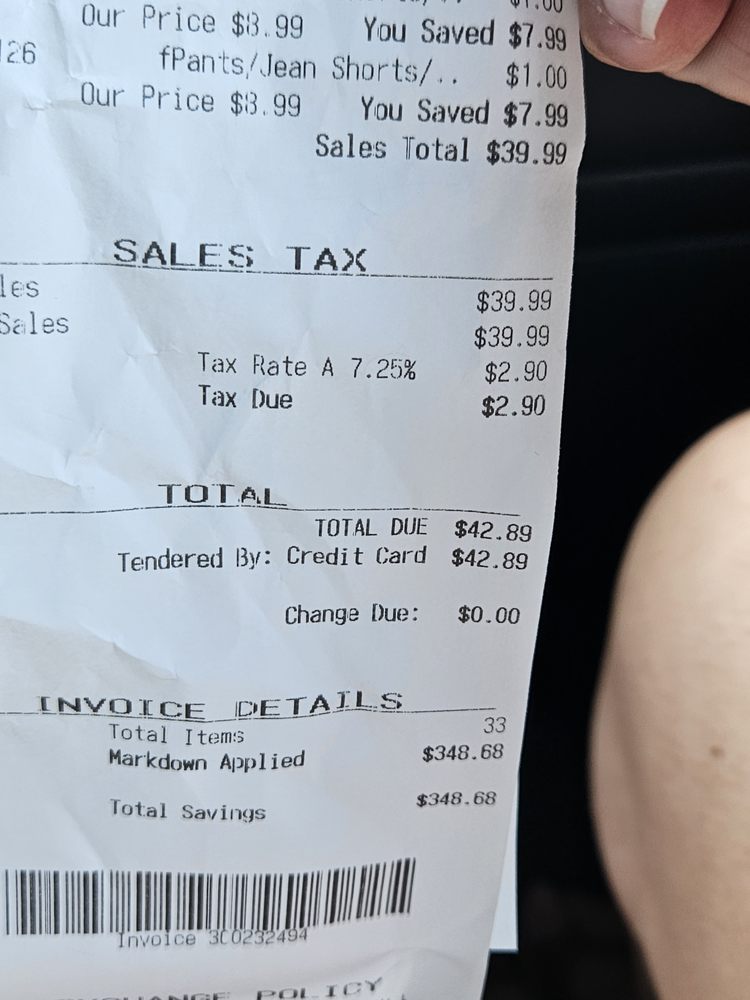 $1.00
Our Price $8.99 You Saved $7.99
126 fPants/Jean Shorts/.. $1.00
Our Price $8.99 You Saved $7.99
Sales Total $39.99
SALES TAX
les $39.99
Sales $39.99
Tax Rate A 7.25% $2.90
Tax Due $2.90
TOTAL
TOTAL DUE $42.89
Tendered By: Credit Card $42.89
Change Due: $0.00
INVOICE DETAILS
Total Items 33
Markdown Applied $348.68
Total Savings $348.68
Invoice 3C0232494
POLICY